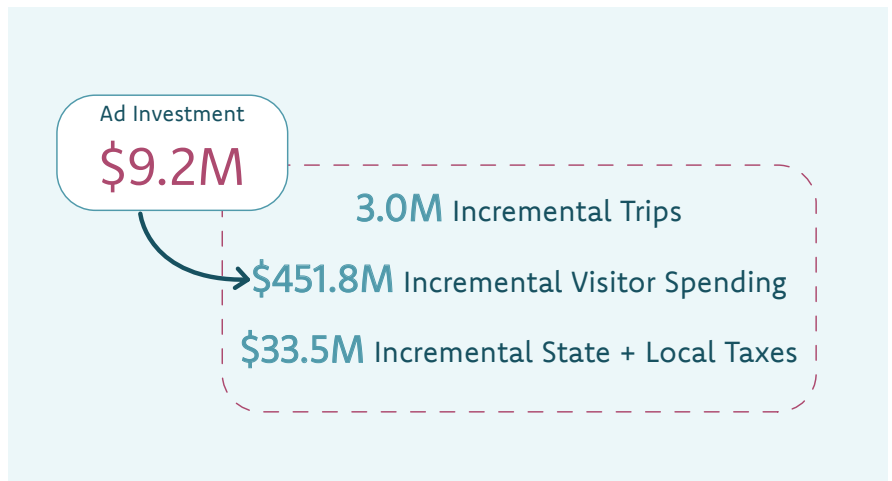 Ad Investment
$9.2M
3.0M Incremental Trips
$451.8M Incremental Visitor Spending
$33.5M Incremental State + Local Taxes